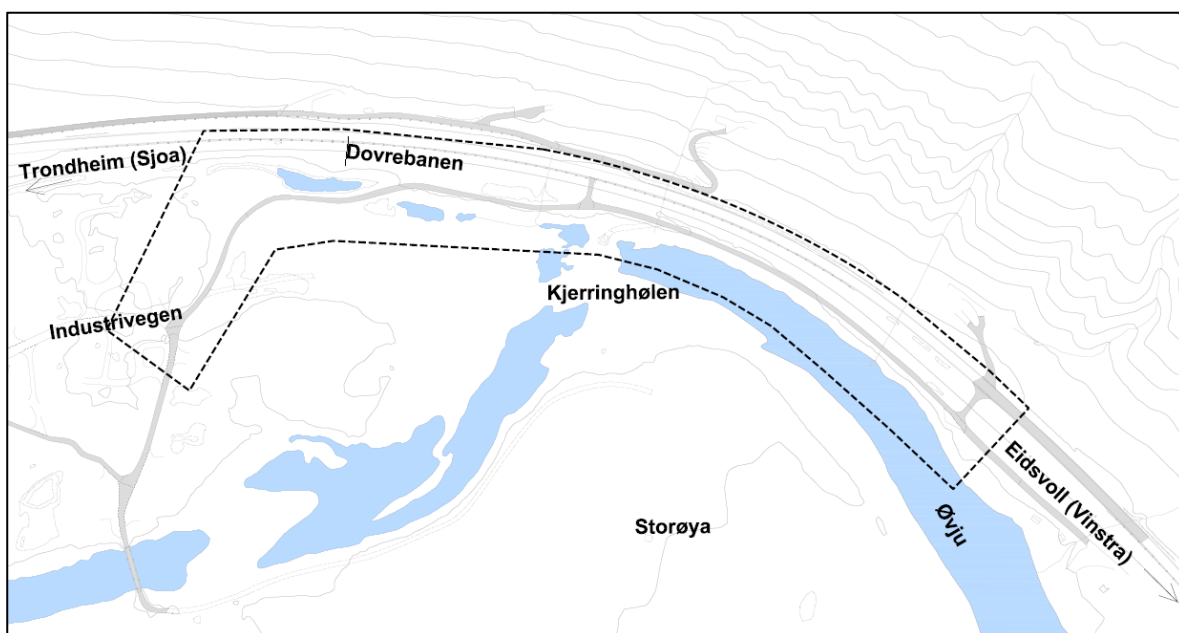 Trondheim (Sjoa)
Dovrebanen
Industrivegen
Kjerringhølen
Storøya
Øvju
Eidsvoll (Vinstra)